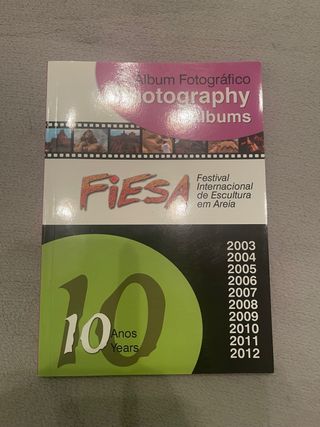 Álbum Fotográfico
Photography
Albums
FiESA
Festival
Internacional
de Escultura
em Areia
2003
2004
2005
2006
2007
2008
2009
2010
2011
2012
10
10
Anos
Years